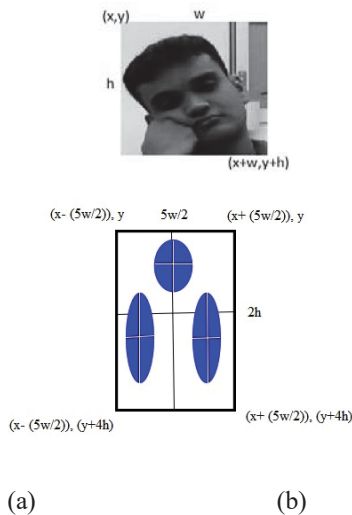 (x,y) w
h
(x+w,y+h)
(x- (5w/2)), y 5w/2 (x+ (5w/2)), y
2h
(x- (5w/2)), (y+4h) (x+ (5w/2)), (y+4h)
(a) (b)